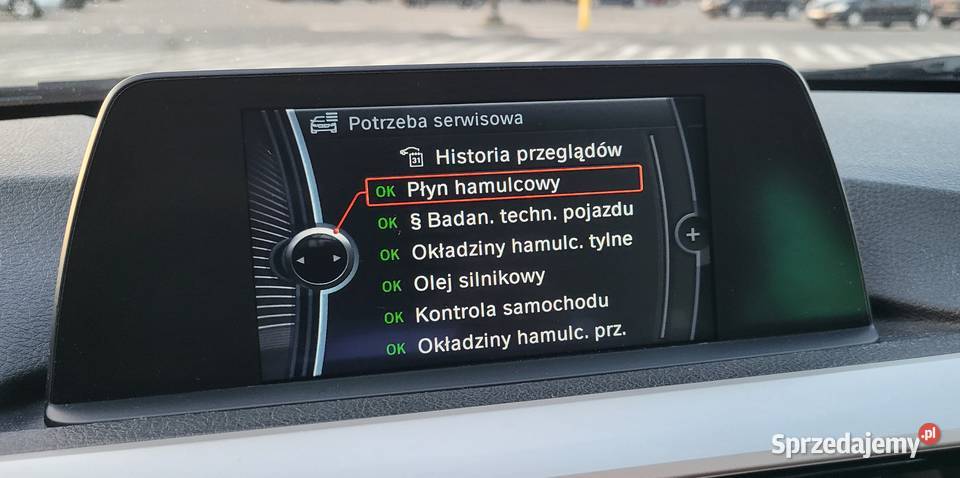 Potrzeba serwisowa
31 Historia przeglądów
OK Płyn hamulcowy
OK § Badan. techn. pojazdu
OK Okładziny hamulc. tylne
OK Olej silnikowy
OK Kontrola samochodu
OK Okładziny hamulc. prz.
+
Sprzedajemy.pl